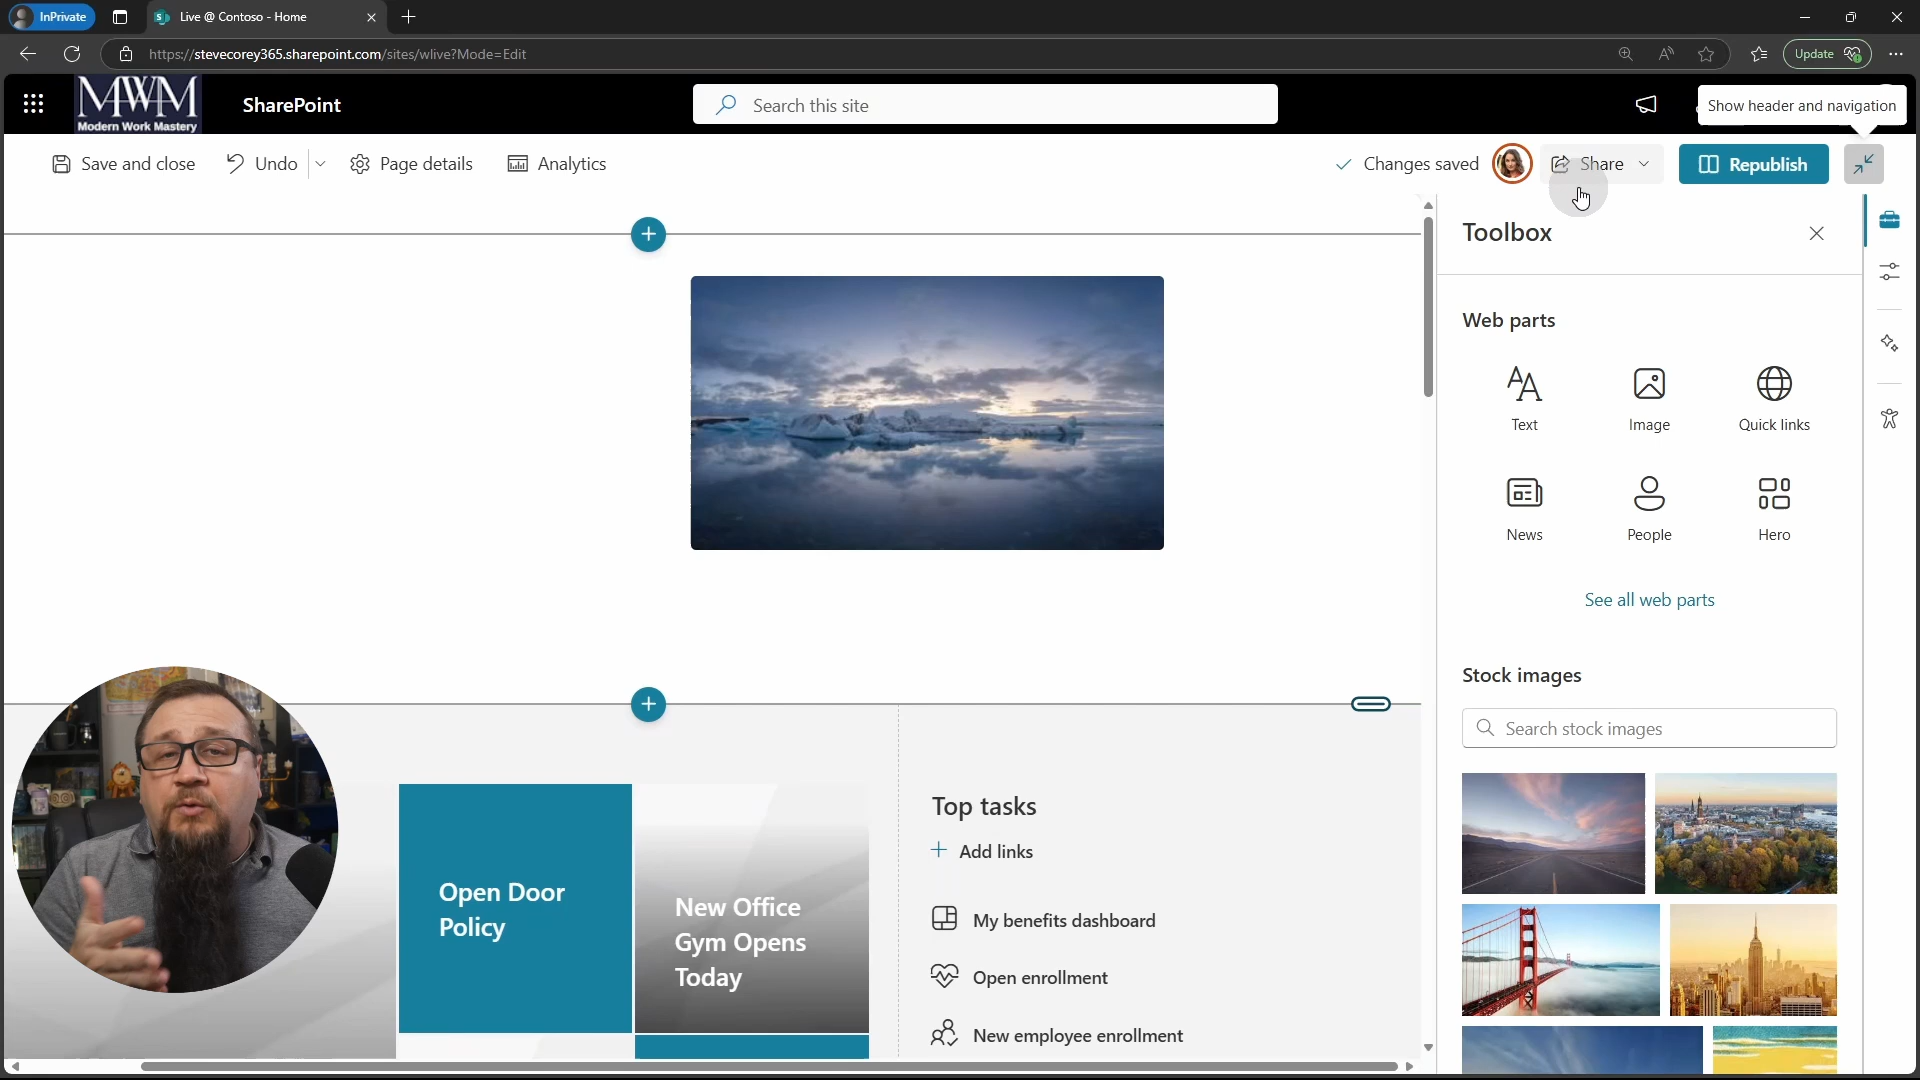 InPrivate
Live @ Contoso - Home
https://stevecorey365.sharepoint.com/sites/wlive?Mode=Edit
Update
MWM
Modern Work Mastery
SharePoint
Search this site
Show header and navigation
Save and close
Undo
Page details
Analytics
Changes saved
Share
Republish
Toolbox
Web parts
Text
Image
Quick links
News
People
Hero
See all web parts
Stock images
Search stock images
Open Door
Policy
New Office
Gym Opens
Today
Top tasks
Add links
My benefits dashboard
Open enrollment
New employee enrollment